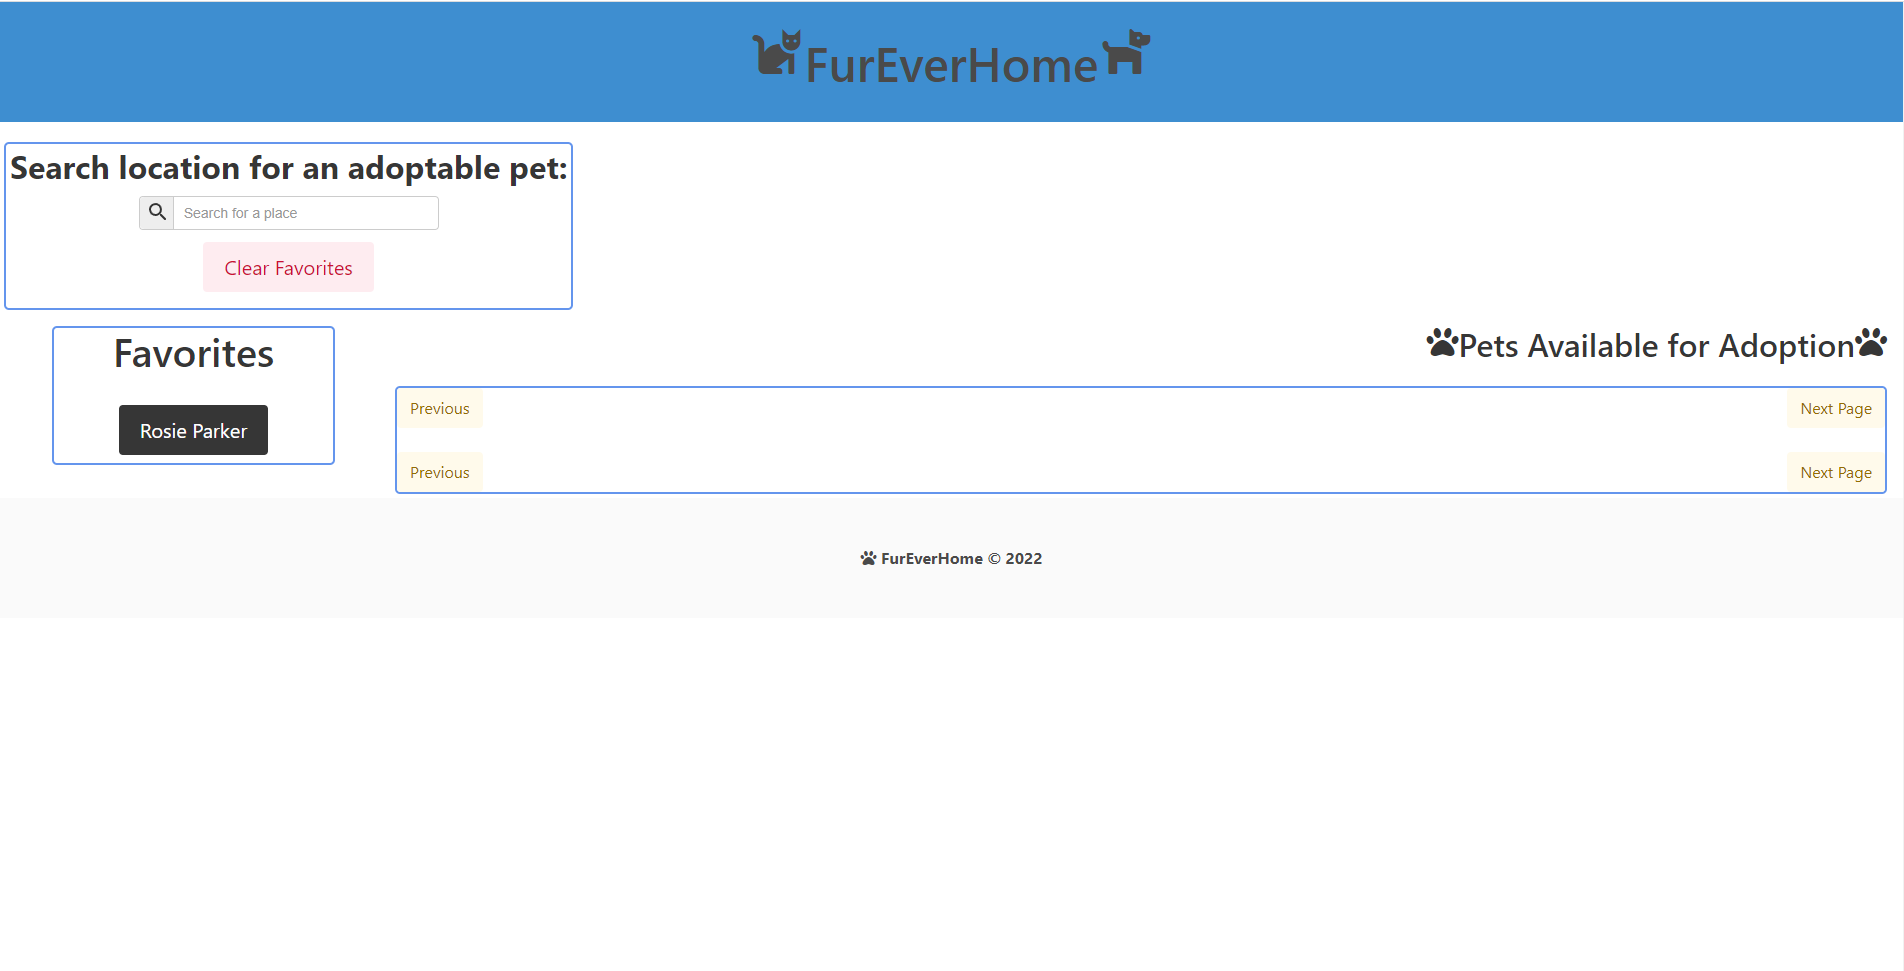 FurEverHome
Search location for an adoptable pet:
Search for a place
Clear Favorites
Favorites
Rosie Parker
Pets Available for Adoption
Previous Next Page
Previous Next Page
FurEverHome © 2022